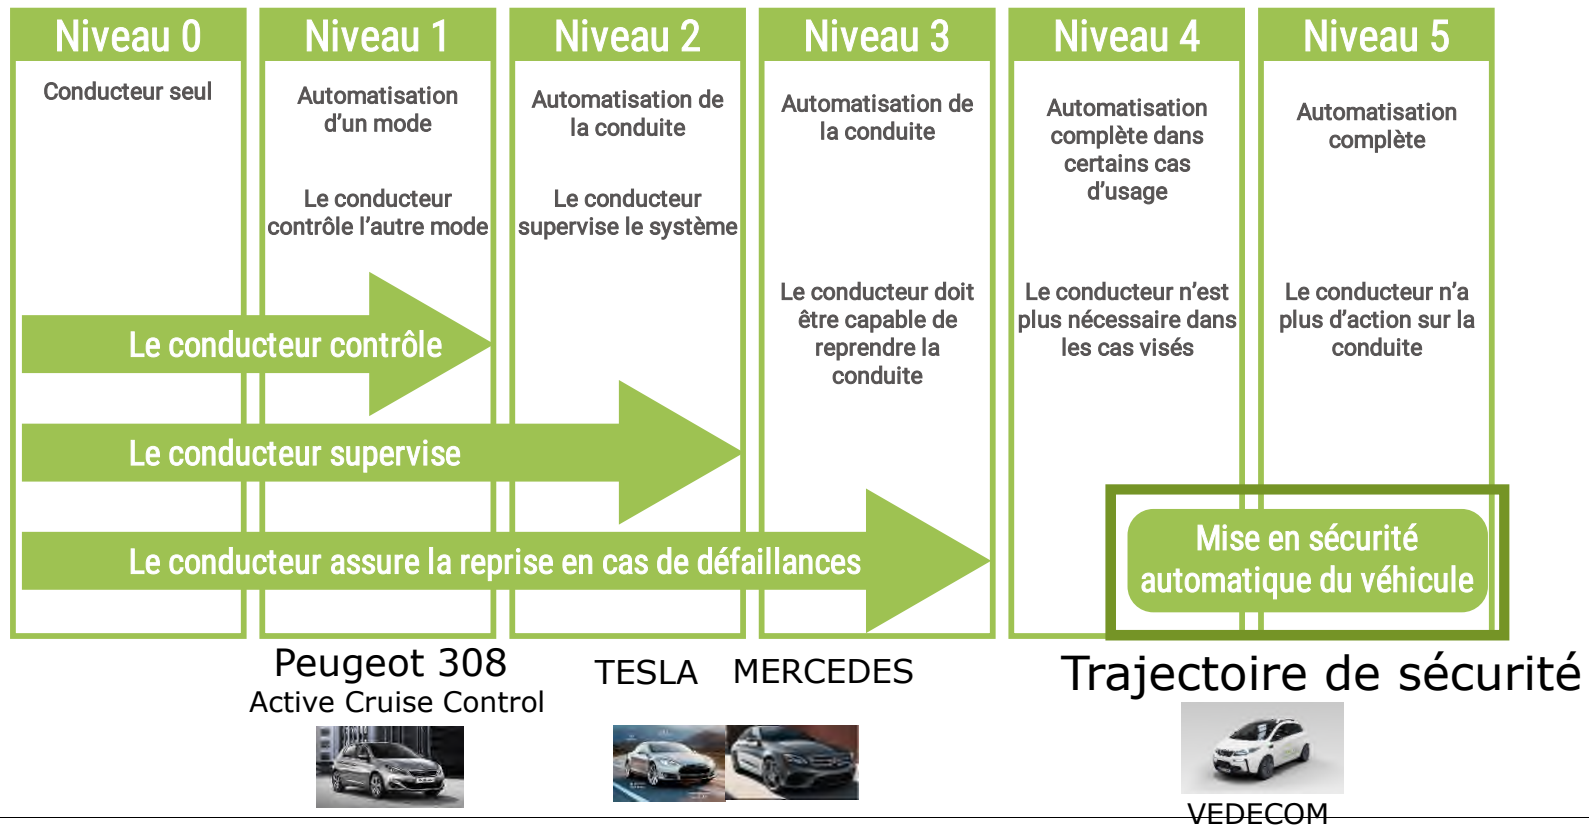 Niveau 0
Niveau 1
Niveau 2
Niveau 3
Niveau 4
Niveau 5
Conducteur seul
Automatisation
d'un mode
Le conducteur
contrôle l'autre mode
Automatisation de
la conduite
Le conducteur
supervise le système
Automatisation de
la conduite
Le conducteur doit
être capable de
reprendre la
conduite
Automatisation
complète dans
certains cas
d'usage
Le conducteur n'est
plus nécessaire dans
les cas visés
Automatisation
complète
Le conducteur n'a
plus d'action sur la
conduite
Le conducteur contrôle
Le conducteur supervise
Le conducteur assure la reprise en cas de défaillances
Mise en sécurité
automatique du véhicule
Peugeot 308
Active Cruise Control
TESLA
MERCEDES
Trajectoire de sécurité
VEDECOM